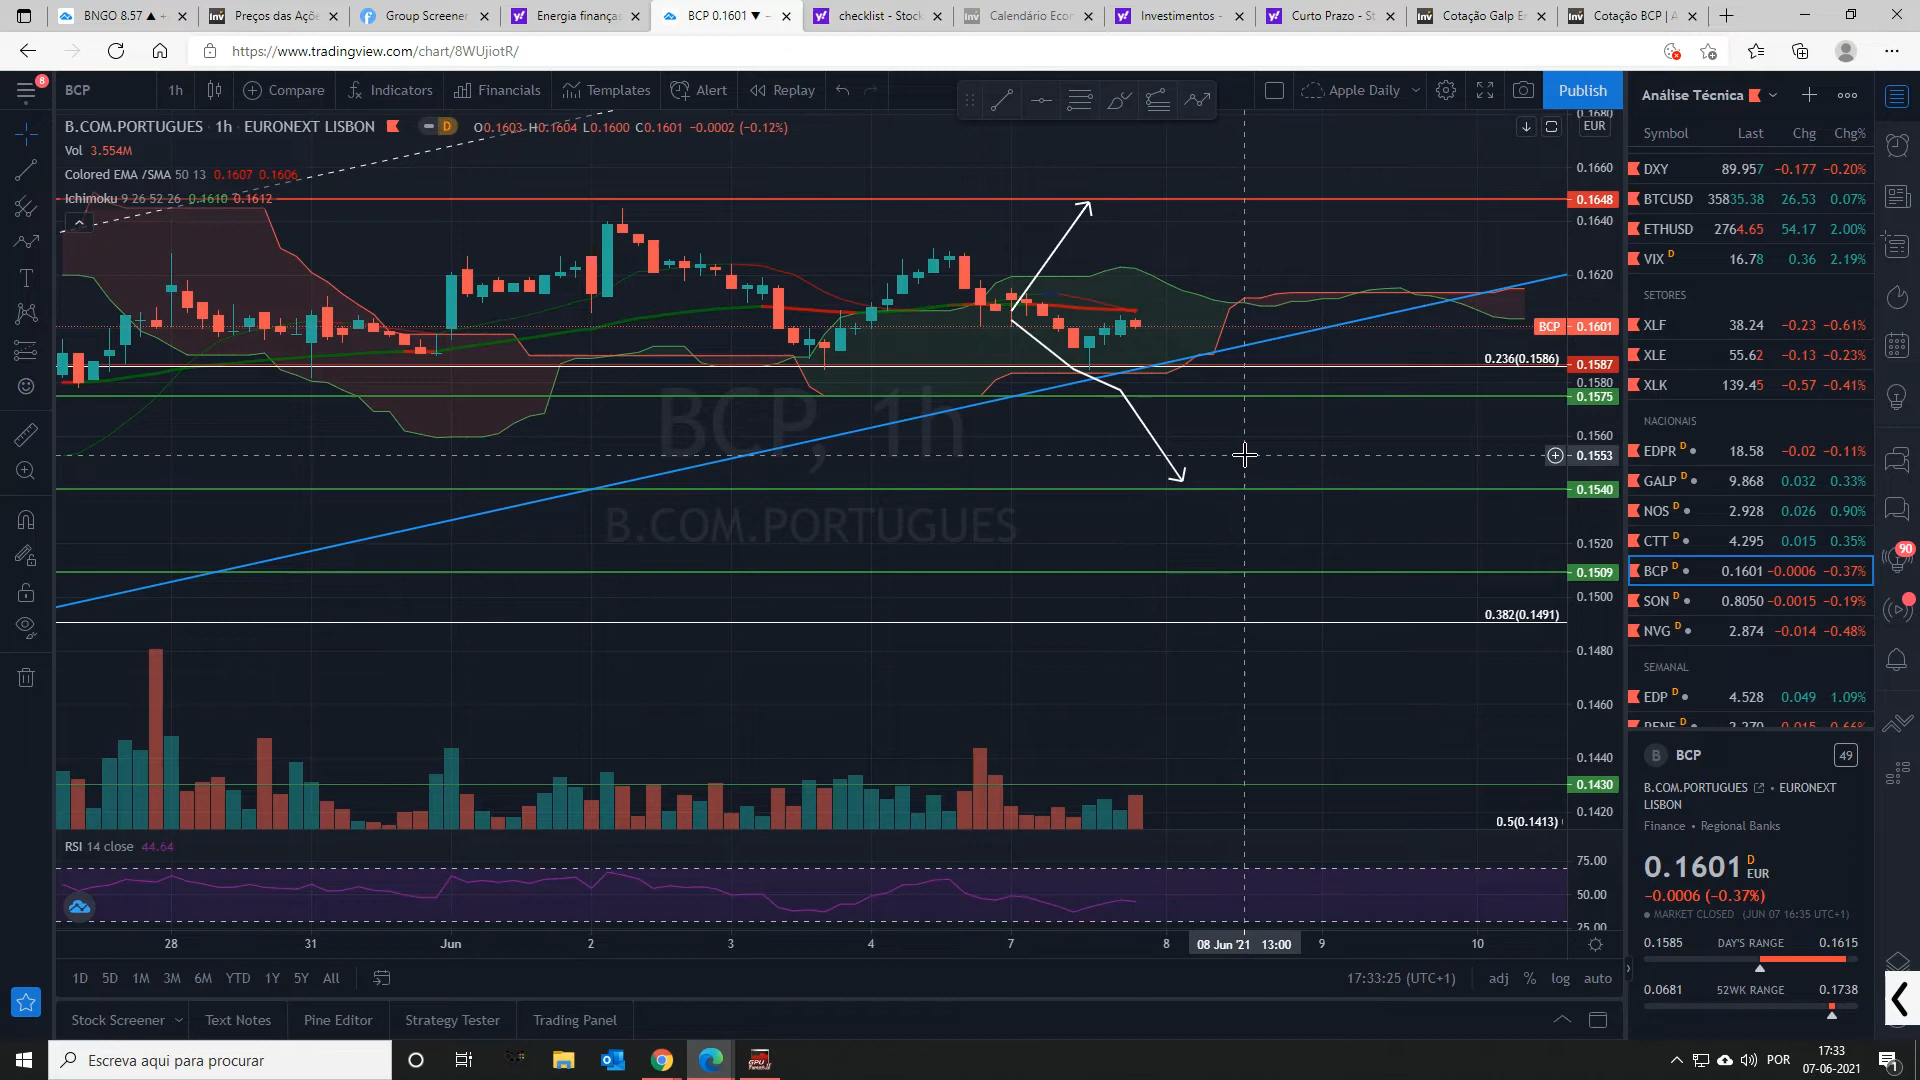 BNGO 8.57 ▲ +
Preços das Açõe
Group Screener
Energia finanças
BCP 0.1601 ▼ −
checklist - Stock
Calendário Econ
Investimentos -
Curto Prazo - St
Cotação Galp En
Cotação BCP | A
https://www.tradingview.com/chart/8WUjiotR/
8
BCP
1h
Compare
Indicators
Financials
Templates
Alert
Replay
Apple Daily
Publish
B.COM.PORTUGUES · 1h · EURONEXT LISBON
D
O0.1603 H0.1604 L0.1600 C0.1601 −0.0002 (−0.12%)
Vol 3.554M
Colored EMA /SMA 50 13 0.1607 0.1606
Ichimoku 9 26 52 26 0.1610 0.1612
BCP, 1h
B.COM.PORTUGUES
0.236(0.1586)
0.382(0.1491)
0.5(0.1413)
0.1680
EUR
0.1660
0.1648
0.1640
0.1620
BCP 0.1601
0.1587
0.1580
0.1575
0.1560
0.1553
0.1540
0.1520
0.1509
0.1500
0.1480
0.1460
0.1440
0.1430
0.1420
RSI 14 close 44.64
75.00
50.00
25.00
28
31
Jun
2
3
4
7
8
08 Jun '21 13:00
9
10
1D 5D 1M 3M 6M YTD 1Y 5Y All
17:33:25 (UTC+1)
adj % log auto
Stock Screener
Text Notes
Pine Editor
Strategy Tester
Trading Panel
Análise Técnica
Symbol Last Chg Chg%
DXY 89.957 −0.177 −0.20%
BTCUSD 35835.38 26.53 0.07%
ETHUSD 2764.65 54.17 2.00%
VIX D 16.78 0.36 2.19%
SETORES
XLF 38.24 −0.23 −0.61%
XLE 55.62 −0.13 −0.23%
XLK 139.45 −0.57 −0.41%
NACIONAIS
EDPR D 18.58 −0.02 −0.11%
GALP D 9.868 0.032 0.33%
NOS D 2.928 0.026 0.90%
CTT D 4.295 0.015 0.35%
BCP D 0.1601 −0.0006 −0.37%
SON D 0.8050 −0.0015 −0.19%
NVG D 2.874 −0.014 −0.48%
SEMANAL
EDP D 4.528 0.049 1.09%
90
B BCP
49
B.COM.PORTUGUES • EURONEXT
LISBON
Finance • Regional Banks
0.1601 D EUR
−0.0006 (−0.37%)
MARKET CLOSED (JUN 07 16:35 UTC+1)
0.1585 DAY'S RANGE 0.1615
0.0681 52WK RANGE 0.1738
Escreva aqui para procurar
POR
17:33
07-06-2021
1